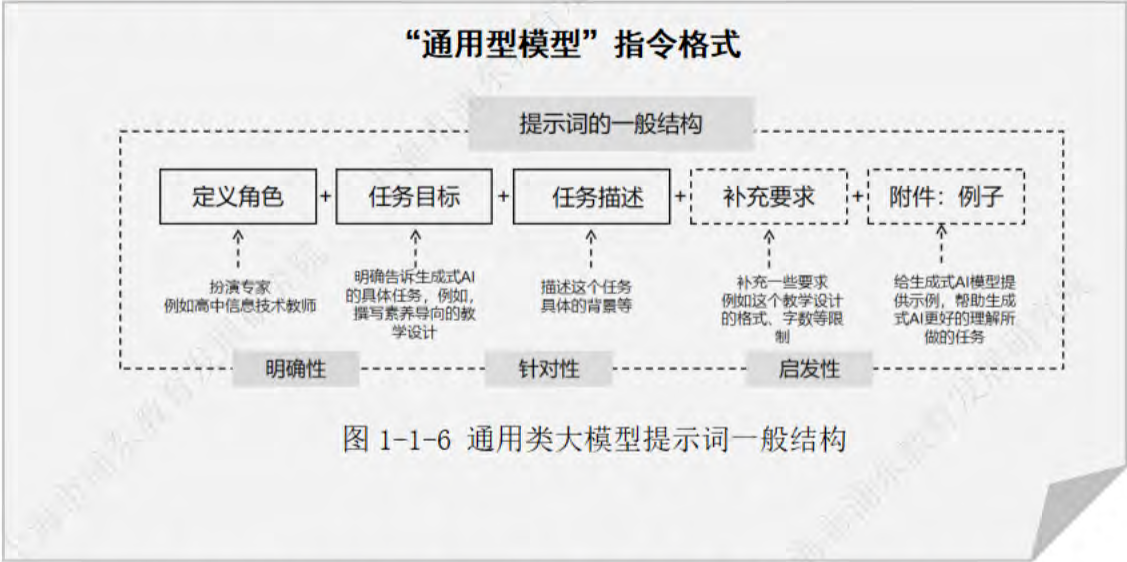 “通用型模型”指令格式
提示词的一般结构
定义角色 + 任务目标 + 任务描述 + 补充要求 + 附件：例子
扮演专家
例如高中信息技术教师
明确告诉生成式AI
的具体任务，例如，
撰写素养导向的教
学设计
描述这个任务
具体的背景等
补充一些要求
例如这个教学设计
的格式、字数等限
制
给生成式AI模型提
供示例，帮助生成
式AI更好的理解所
做的任务
明确性
针对性
启发性
图 1-1-6 通用类大模型提示词一般结构